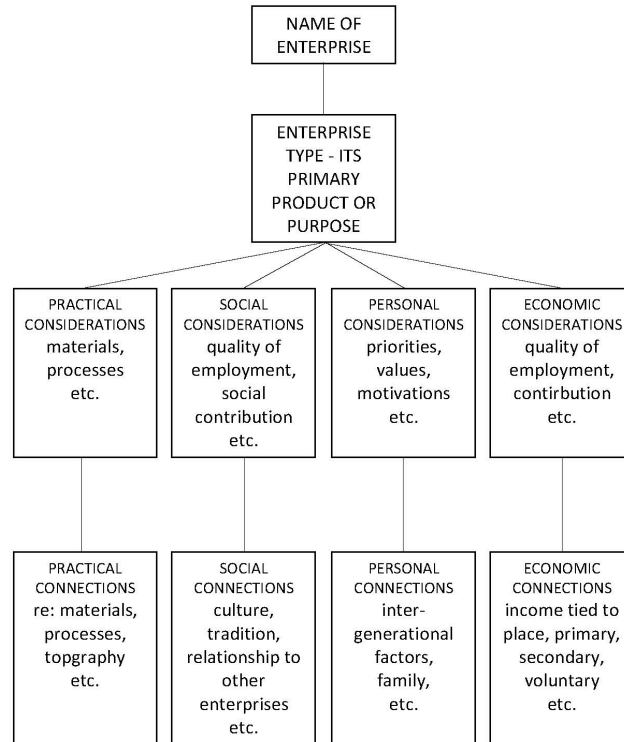 NAME OF
ENTERPRISE
ENTERPRISE
TYPE - ITS
PRIMARY
PRODUCT OR
PURPOSE
PRACTICAL
CONSIDERATIONS
materials,
processes
etc.
SOCIAL
CONSIDERATIONS
quality of
employment,
social
contribution
etc.
PERSONAL
CONSIDERATIONS
priorities,
values,
motivations
etc.
ECONOMIC
CONSIDERATIONS
quality of
employment,
contirbution
etc.
PRACTICAL
CONNECTIONS
re: materials,
processes,
topgraphy
etc.
SOCIAL
CONNECTIONS
culture,
tradition,
relationship to
other
enterprises
etc.
PERSONAL
CONNECTIONS
inter-
generational
factors,
family,
etc.
ECONOMIC
CONNECTIONS
income tied to
place, primary,
secondary,
voluntary
etc.